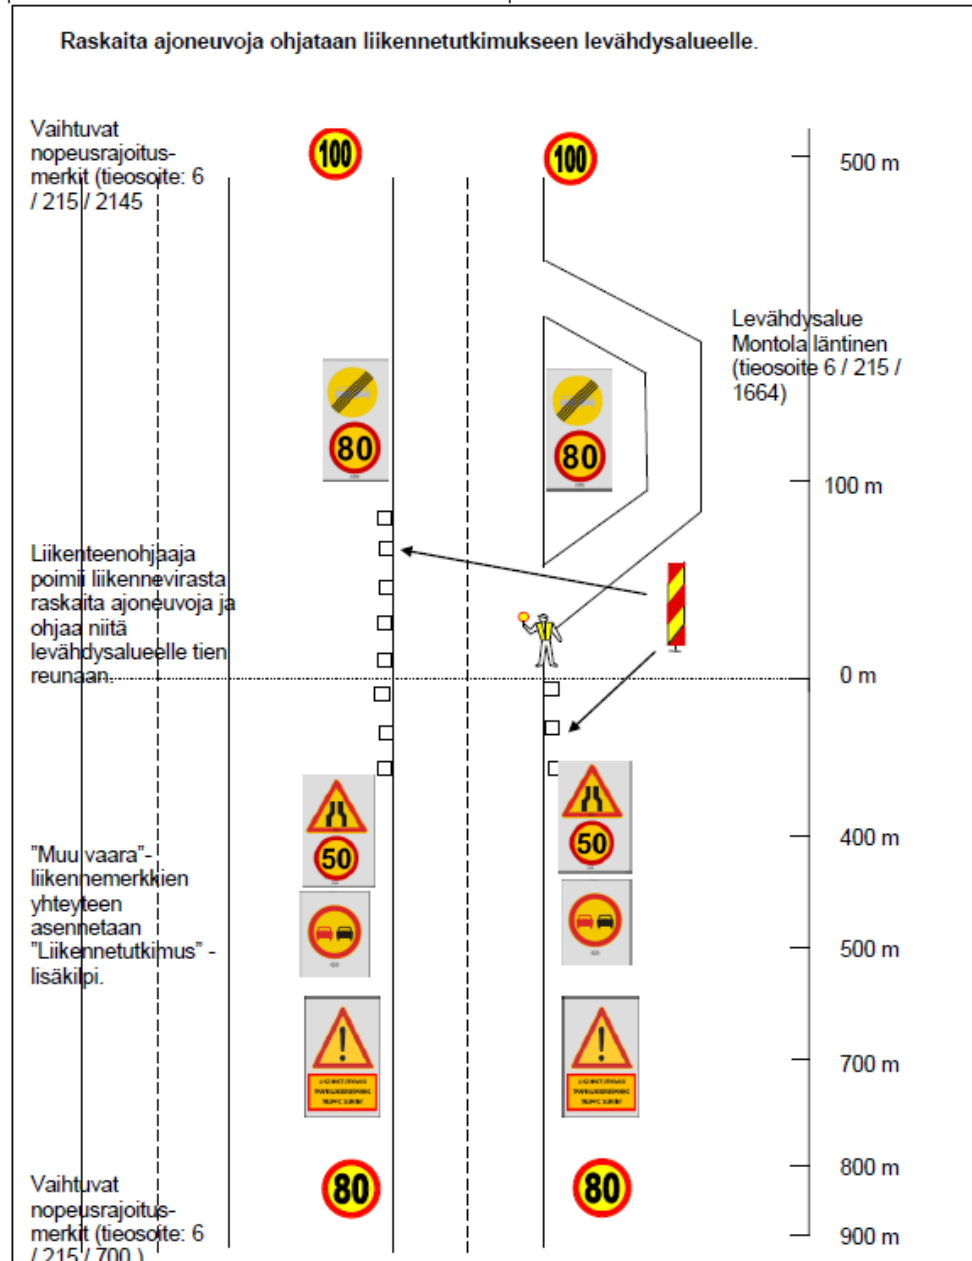 Raskaita ajoneuvoja ohjataan liikennetutkimukseen levähdysalueelle.
Vaihtuvat
nopeusrajoitus-
merkit (tieosoite: 6
/ 215 / 2145
100
100
500 m
Levähdysalue
Montola läntinen
(tieosoite 6 / 215 /
1664)
80
80
100 m
Liikenteenohjaaja
poimii liikennevirasta
raskaita ajoneuvoja ja
ohjaa niitä
levähdysalueelle tien
reunaan.
0 m
50
50
400 m
"Muu vaara"-
liikennemerkkien
yhteyteen
asennetaan
"Liikennetutkimus" -
lisäkilpi.
500 m
700 m
800 m
80
80
Vaihtuvat
nopeusrajoitus-
merkit (tieosoite: 6
/ 215 / 700 )
900 m